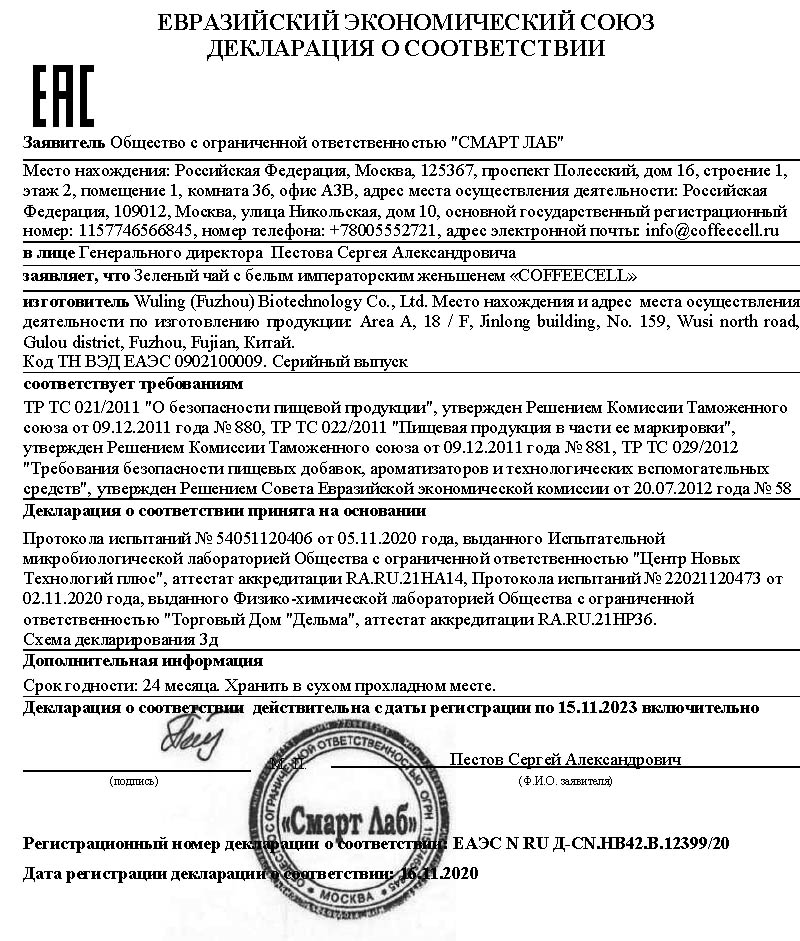 ЕВРАЗИЙСКИЙ ЭКОНОМИЧЕСКИЙ СОЮЗ
ДЕКЛАРАЦИЯ О СООТВЕТСТВИИ
ЕАС
Заявитель Общество с ограниченной ответственностью "СМАРТ ЛАБ"
Место нахождения: Российская Федерация, Москва, 125367, проспект Полесский, дом 16, строение 1,
этаж 2, помещение 1, комната 36, офис А3В, адрес места осуществления деятельности: Российская
Федерация, 109012, Москва, улица Никольская, дом 10, основной государственный регистрационный
номер: 1157746566845, номер телефона: +78005552721, адрес электронной почты: info@coffeecell.ru
в лице Генерального директора Пестова Сергея Александровича
заявляет, что Зеленый чай с белым императорским женьшенем «COFFEECELL»
изготовитель Wuling (Fuzhou) Biotechnology Co., Ltd. Место нахождения и адрес места осуществления
деятельности по изготовлению продукции: Area A, 18 / F, Jinlong building, No. 159, Wusi north road,
Gulou district, Fuzhou, Fujian, Китай.
Код ТН ВЭД ЕАЭС 0902100009. Серийный выпуск
соответствует требованиям
ТР ТС 021/2011 "О безопасности пищевой продукции", утвержден Решением Комиссии Таможенного
союза от 09.12.2011 года № 880, ТР ТС 022/2011 "Пищевая продукция в части ее маркировки",
утвержден Решением Комиссии Таможенного союза от 09.12.2011 года № 881, ТР ТС 029/2012
"Требования безопасности пищевых добавок, ароматизаторов и технологических вспомогательных
средств", утвержден Решением Совета Евразийской экономической комиссии от 20.07.2012 года № 58
Декларация о соответствии принята на основании
Протокола испытаний № 54051120406 от 05.11.2020 года, выданного Испытательной
микробиологической лабораторией Общества с ограниченной ответственностью "Центр Новых
Технологий плюс", аттестат аккредитации RA.RU.21НА14, Протокола испытаний № 22021120473 от
02.11.2020 года, выданного Физико-химической лабораторией Общества с ограниченной
ответственностью "Торговый Дом "Дельма", аттестат аккредитации RA.RU.21НР36.
Схема декларирования 3д
Дополнительная информация
Срок годности: 24 месяца. Хранить в сухом прохладном месте.
Декларация о соответствии действительна с даты регистрации по 15.11.2023 включительно
М. П.
Пестов Сергей Александрович
(подпись)
(Ф.И.О. заявителя)
ОБЩЕСТВО С ОГРАНИЧЕННОЙ ОТВЕТСТВЕННОСТЬЮ ОГРН
«Смарт Лаб»
МОСКВА
Регистрационный номер декларации о соответствии: ЕАЭС N RU Д-CN.НВ42.В.12399/20
Дата регистрации декларации о соответствии: 16.11.2020